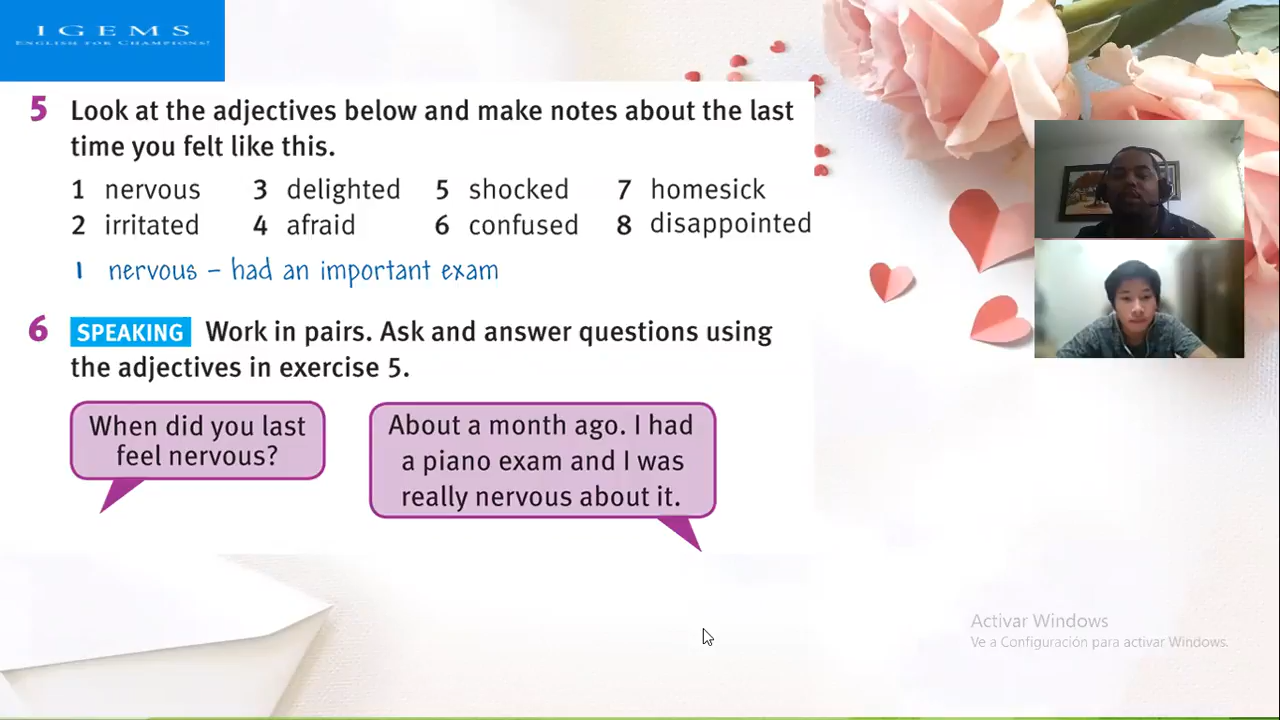 IGEMS
ENGLISH FOR CHAMPIONS!
5 Look at the adjectives below and make notes about the last
time you felt like this.
1 nervous 3 delighted 5 shocked 7 homesick
2 irritated 4 afraid 6 confused 8 disappointed
1 nervous – had an important exam
6 SPEAKING Work in pairs. Ask and answer questions using
the adjectives in exercise 5.
When did you last
feel nervous?
About a month ago. I had
a piano exam and I was
really nervous about it.
Activar Windows
Ve a Configuración para activar Windows.